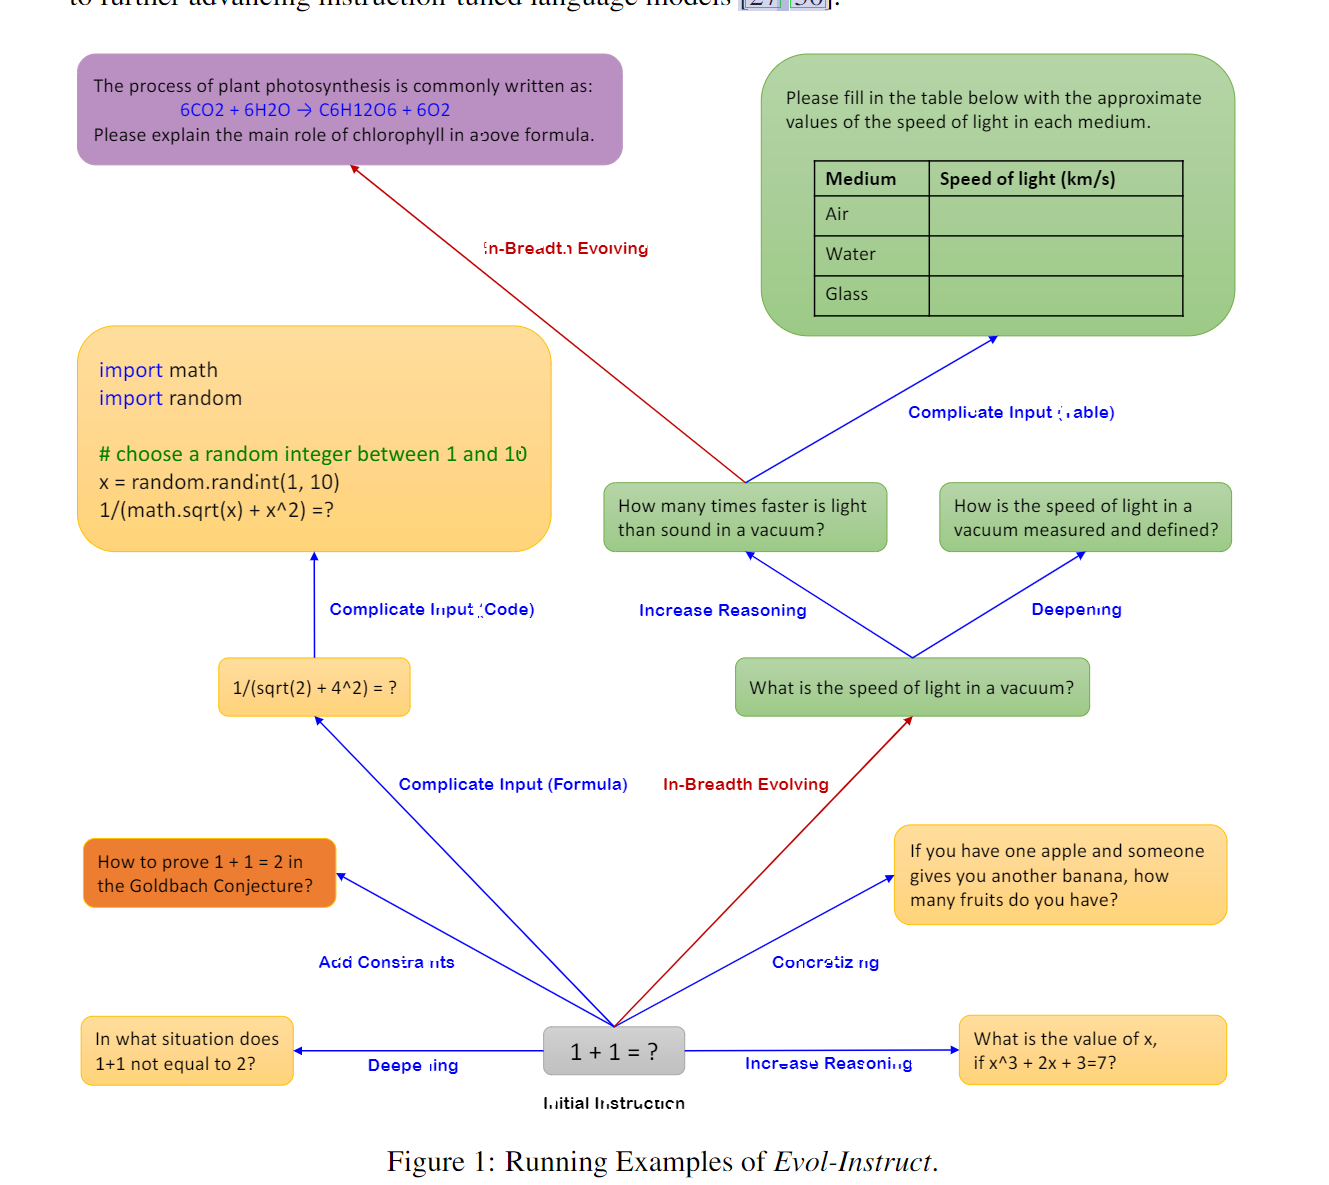 to further advancing instruction-tuned language models [27, 36].
The process of plant photosynthesis is commonly written as:
6CO2 + 6H2O → C6H12O6 + 6O2
Please explain the main role of chlorophyll in above formula.
Please fill in the table below with the approximate
values of the speed of light in each medium.
Medium Speed of light (km/s)
Air
Water
Glass
In-Breadth Evolving
import math
import random
# choose a random integer between 1 and 10
x = random.randint(1, 10)
1/(math.sqrt(x) + x^2) =?
Complicate Input (Table)
How many times faster is light
than sound in a vacuum?
How is the speed of light in a
vacuum measured and defined?
Complicate Input (Code)
Increase Reasoning
Deepening
1/(sqrt(2) + 4^2) = ?
What is the speed of light in a vacuum?
Complicate Input (Formula)
In-Breadth Evolving
How to prove 1 + 1 = 2 in
the Goldbach Conjecture?
If you have one apple and someone
gives you another banana, how
many fruits do you have?
Add Constraints
Concretizing
In what situation does
1+1 not equal to 2?
Deepening
1 + 1 = ?
Increase Reasoning
What is the value of x,
if x^3 + 2x + 3=7?
Initial Instruction
Figure 1: Running Examples of Evol-Instruct.